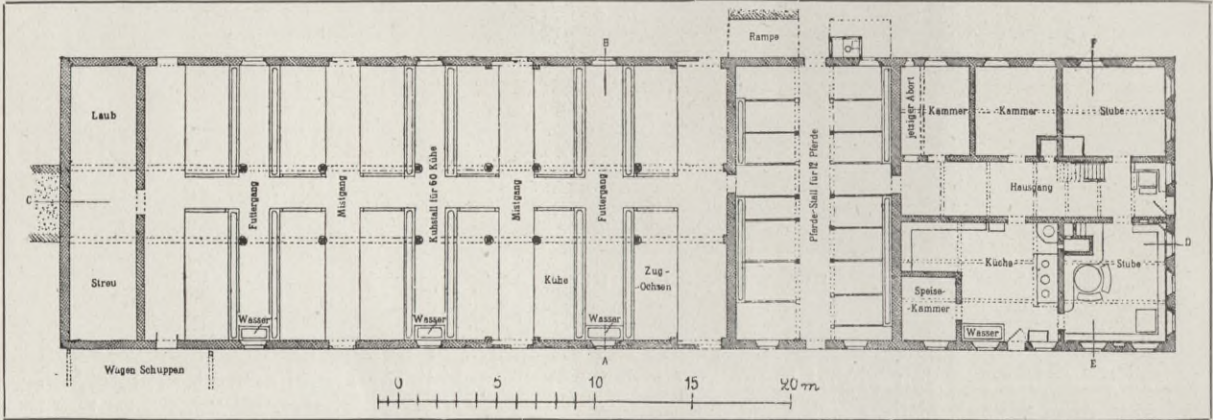 B
Rampe
F
Laub
jetziger Abort
Kammer
Kammer
Stube
C
Futtergang
Mistgang
Kuhstall für 60 Kühe
Mistgang
Futtergang
Pferde-Stall für 12 Pferde
Hausgang
D
Streu
Kühe
Zug-
-Ochsen
Küche
Stube
Speise-
-Kammer
Wasser
Wasser
Wasser
Wasser
A
E
Wagen Schuppen
0 5 10 15 20 m